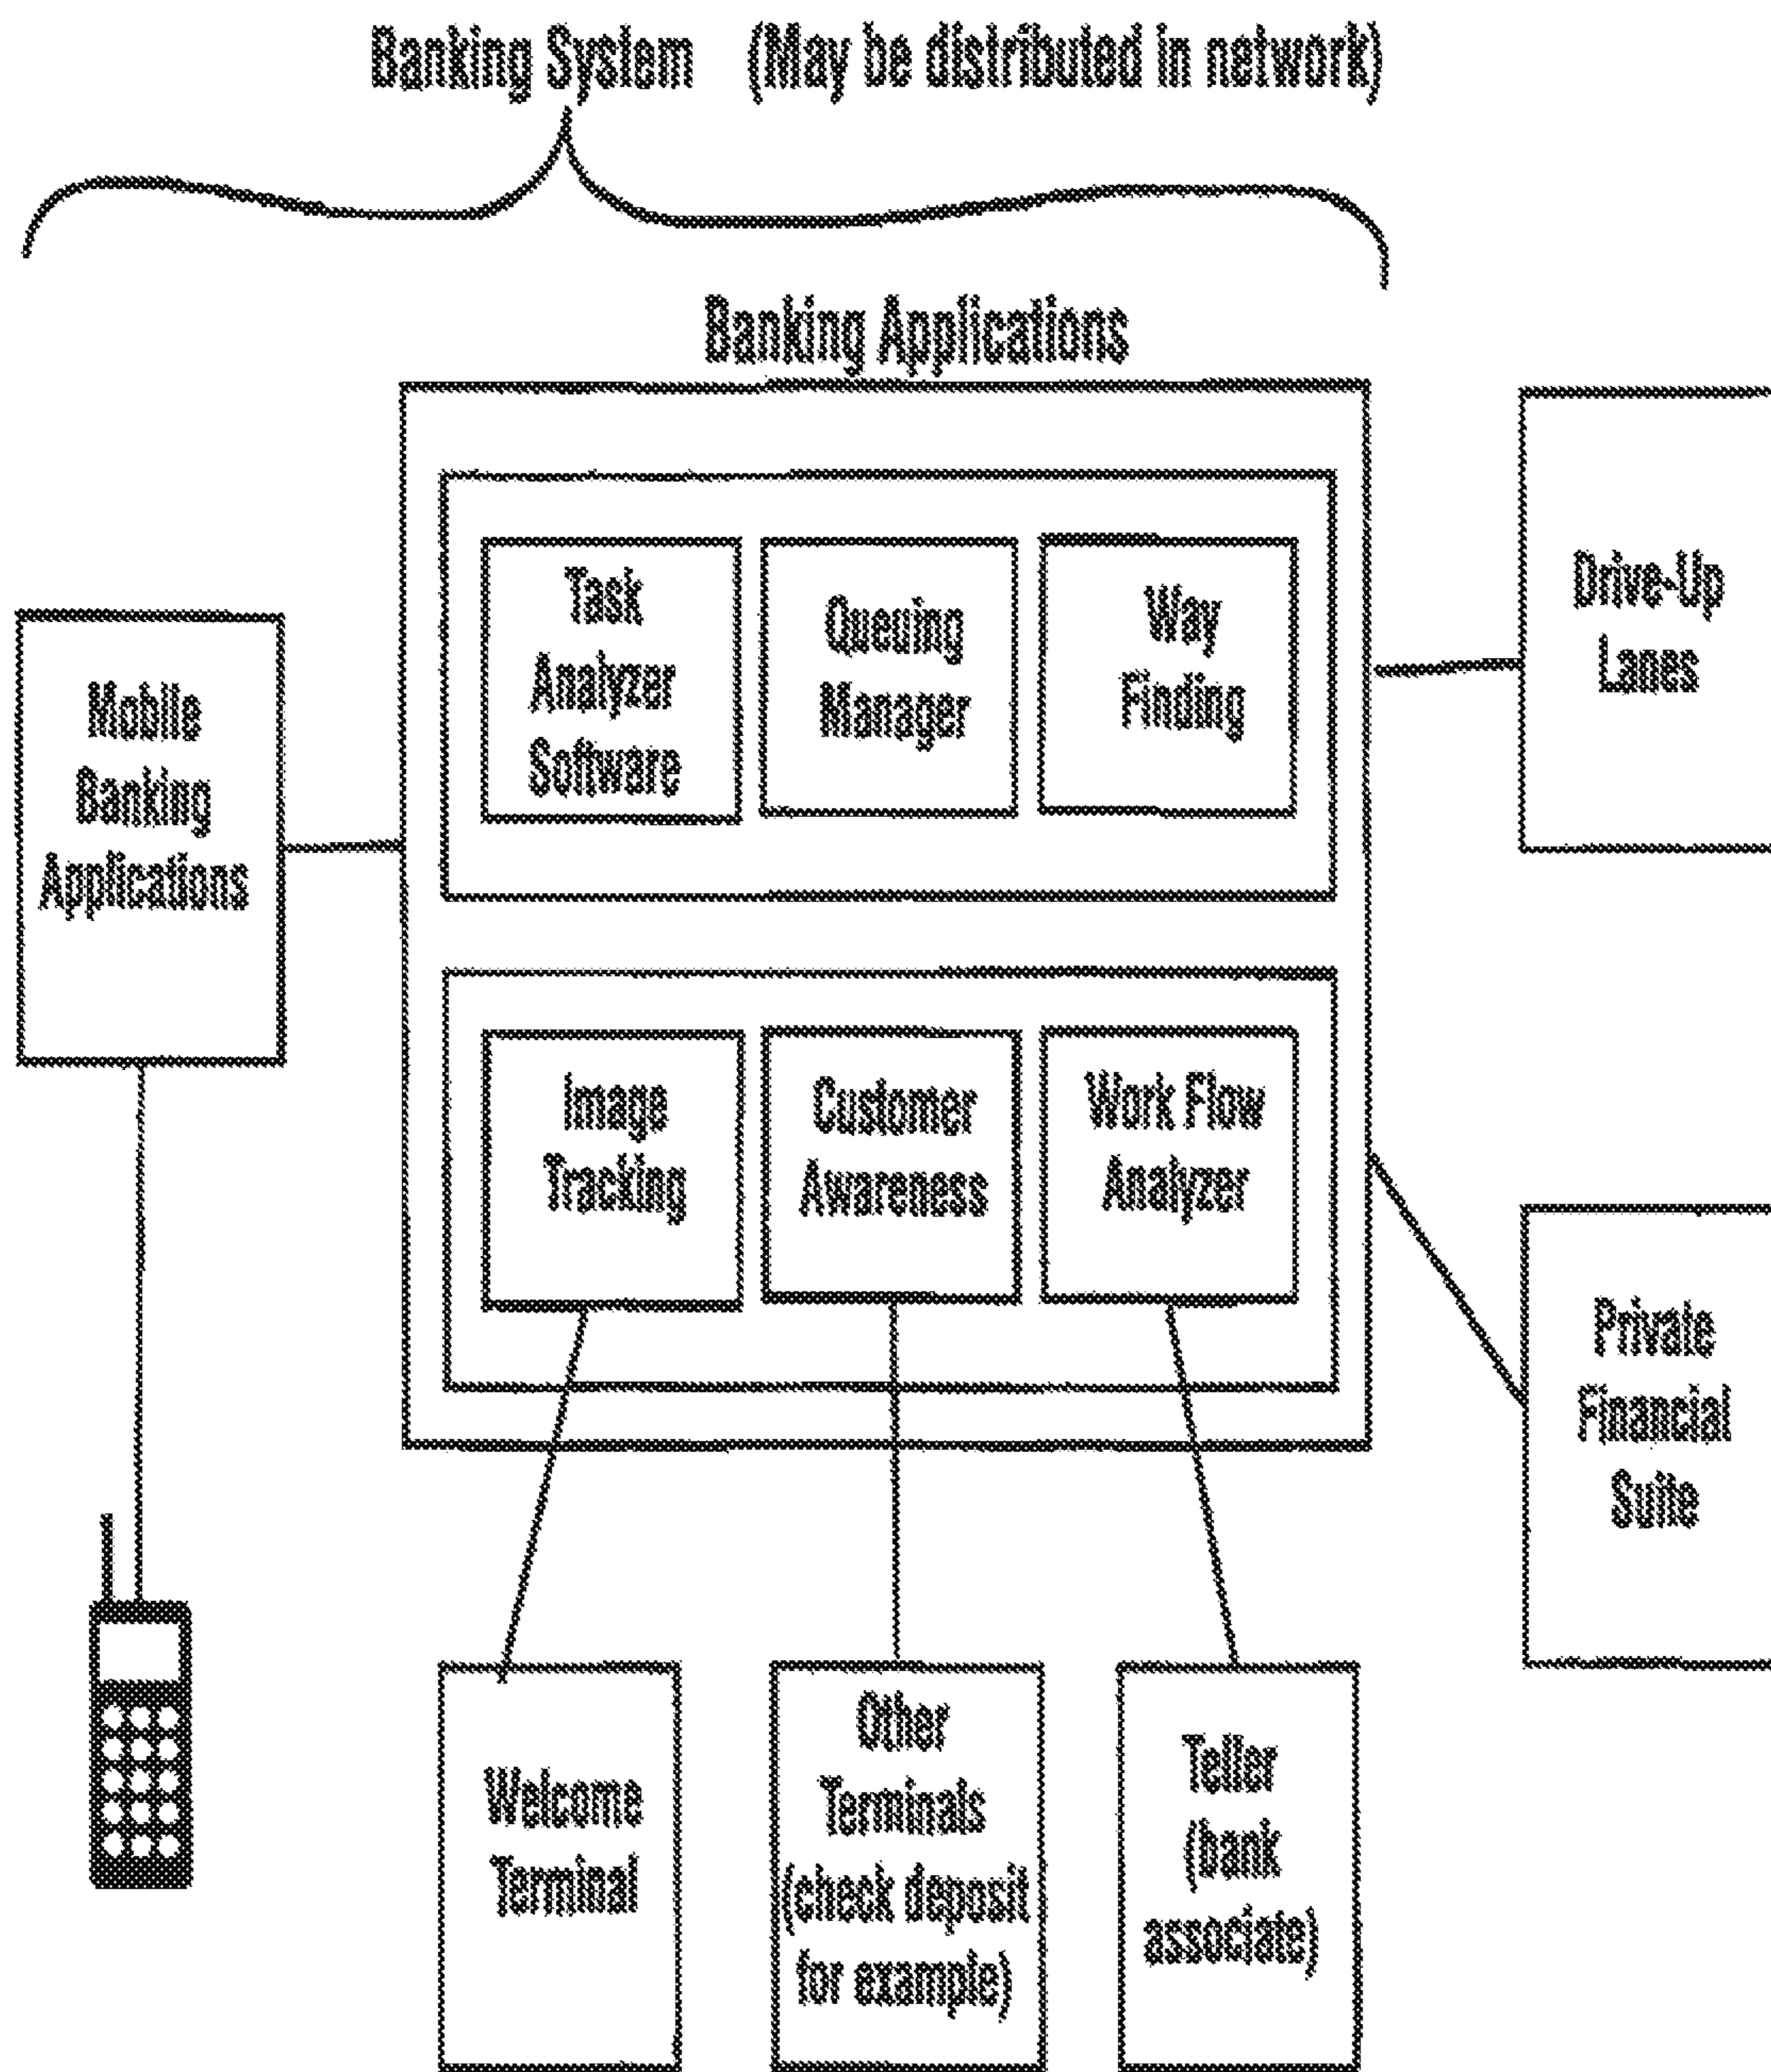 Banking System (May be distributed in network)
Banking Applications
Mobile
Banking
Applications
Task
Analyzer
Software
Queuing
Manager
Way
Finding
Drive-Up
Lanes
Image
Tracking
Customer
Awareness
Work Flow
Analyzer
Private
Financial
Suite
Welcome
Terminal
Other
Terminals
(check deposit
for example)
Teller
(bank
associate)